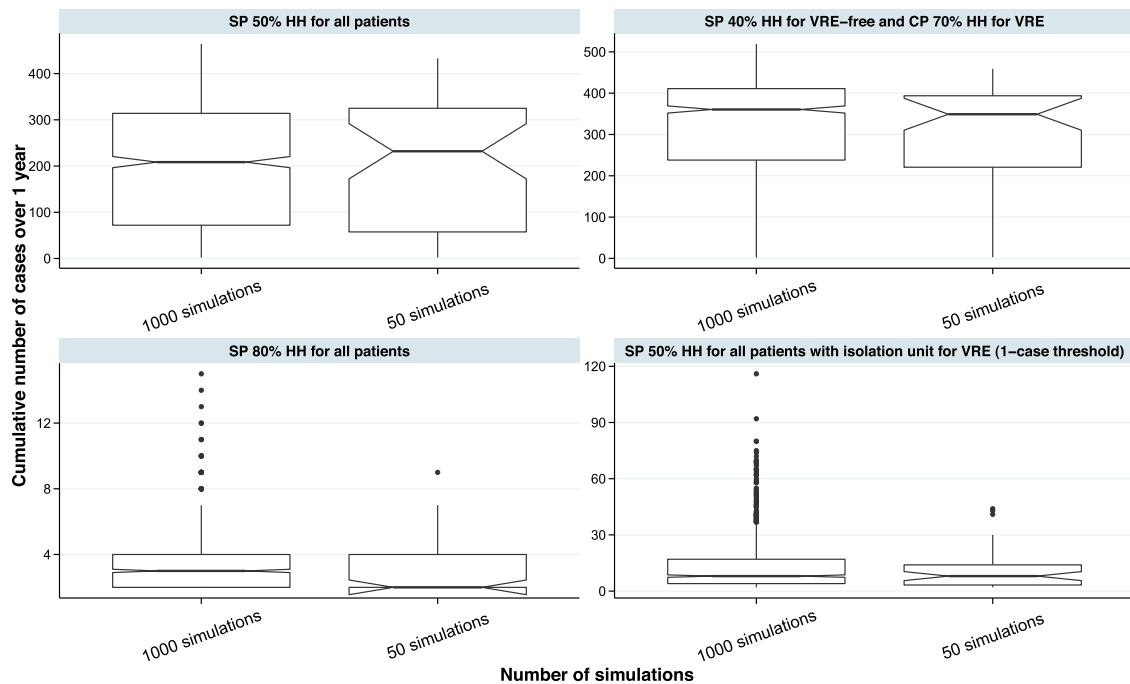 SP 50% HH for all patients
SP 40% HH for VRE−free and CP 70% HH for VRE
Cumulative number of cases over 1 year
400
300
200
100
0
500
400
300
200
100
0
1000 simulations
50 simulations
1000 simulations
50 simulations
SP 80% HH for all patients
SP 50% HH for all patients with isolation unit for VRE (1−case threshold)
12
8
4
120
90
60
30
0
1000 simulations
50 simulations
1000 simulations
50 simulations
Number of simulations